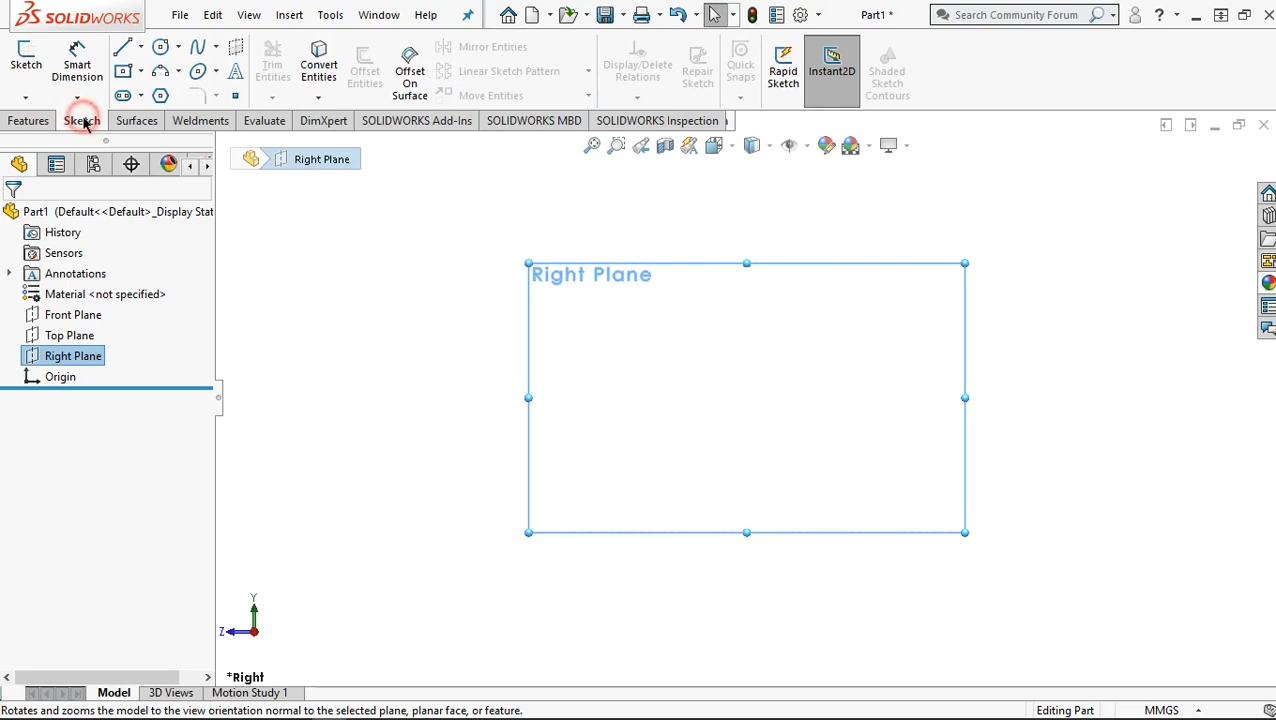 SOLIDWORKS File Edit View Insert Tools Window Help Part1 * Search Community Forum
Sketch Smart Dimension Trim Entities Convert Entities Offset Entities Offset On Surface Mirror Entities Linear Sketch Pattern Move Entities Display/Delete Relations Repair Sketch Quick Snaps Rapid Sketch Instant2D Shaded Sketch Contours
Features Sketch Surfaces Weldments Evaluate DimXpert SOLIDWORKS Add-Ins SOLIDWORKS MBD SOLIDWORKS Inspection
Right Plane
Part1 (Default<<Default>_Display Stat
History
Sensors
Annotations
Material <not specified>
Front Plane
Top Plane
Right Plane
Origin
Right Plane
Y
Z
*Right
Model 3D Views Motion Study 1
Rotates and zooms the model to the view orientation normal to the selected plane, planar face, or feature. Editing Part MMGS